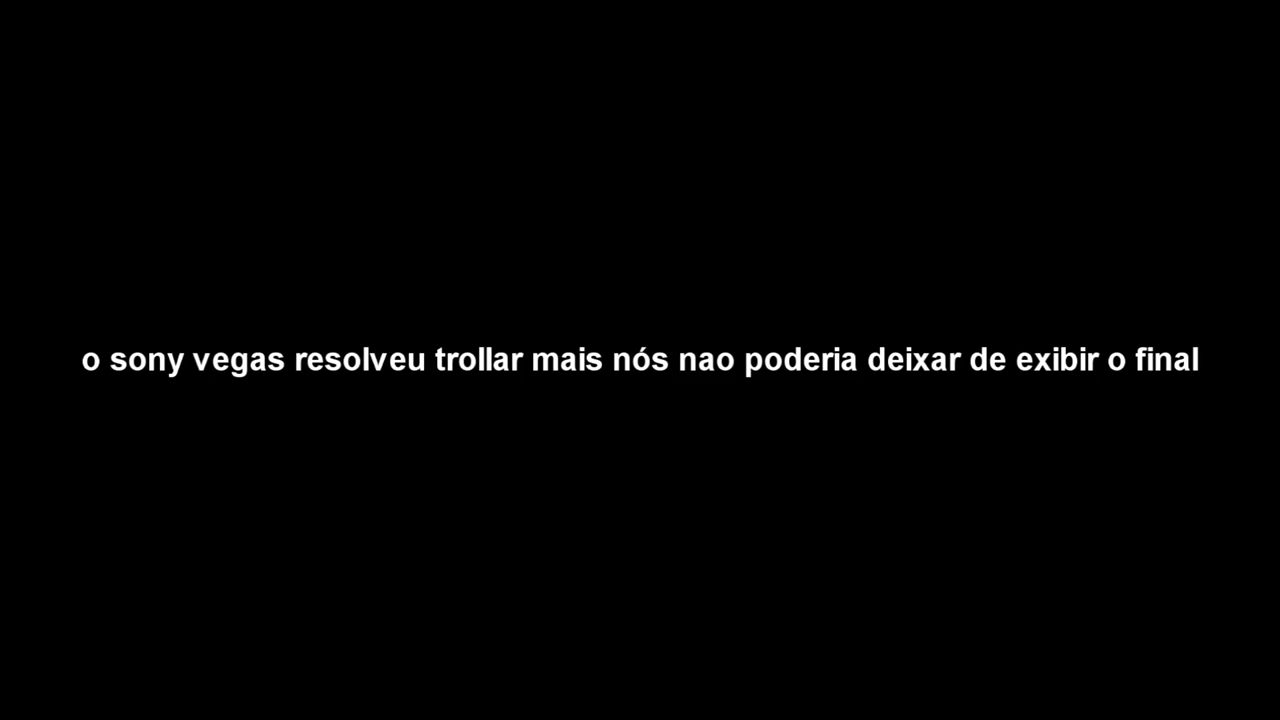 o sony vegas resolveu trollar mais nós nao poderia deixar de exibir o final